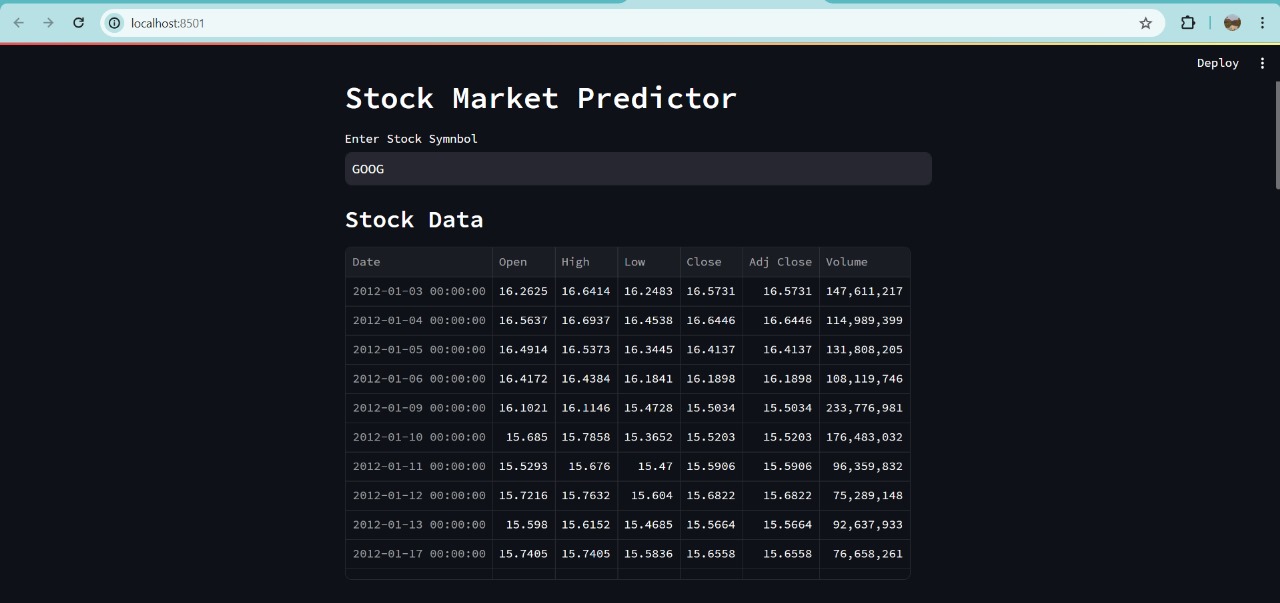 localhost:8501
Deploy
Stock Market Predictor
Enter Stock Symnbol
GOOG
Stock Data
Date Open High Low Close Adj Close Volume
2012-01-03 00:00:00 16.2625 16.6414 16.2483 16.5731 16.5731 147,611,217
2012-01-04 00:00:00 16.5637 16.6937 16.4538 16.6446 16.6446 114,989,399
2012-01-05 00:00:00 16.4914 16.5373 16.3445 16.4137 16.4137 131,808,205
2012-01-06 00:00:00 16.4172 16.4384 16.1841 16.1898 16.1898 108,119,746
2012-01-09 00:00:00 16.1021 16.1146 15.4728 15.5034 15.5034 233,776,981
2012-01-10 00:00:00 15.685 15.7858 15.3652 15.5203 15.5203 176,483,032
2012-01-11 00:00:00 15.5293 15.676 15.47 15.5906 15.5906 96,359,832
2012-01-12 00:00:00 15.7216 15.7632 15.604 15.6822 15.6822 75,289,148
2012-01-13 00:00:00 15.598 15.6152 15.4685 15.5664 15.5664 92,637,933
2012-01-17 00:00:00 15.7405 15.7405 15.5836 15.6558 15.6558 76,658,261